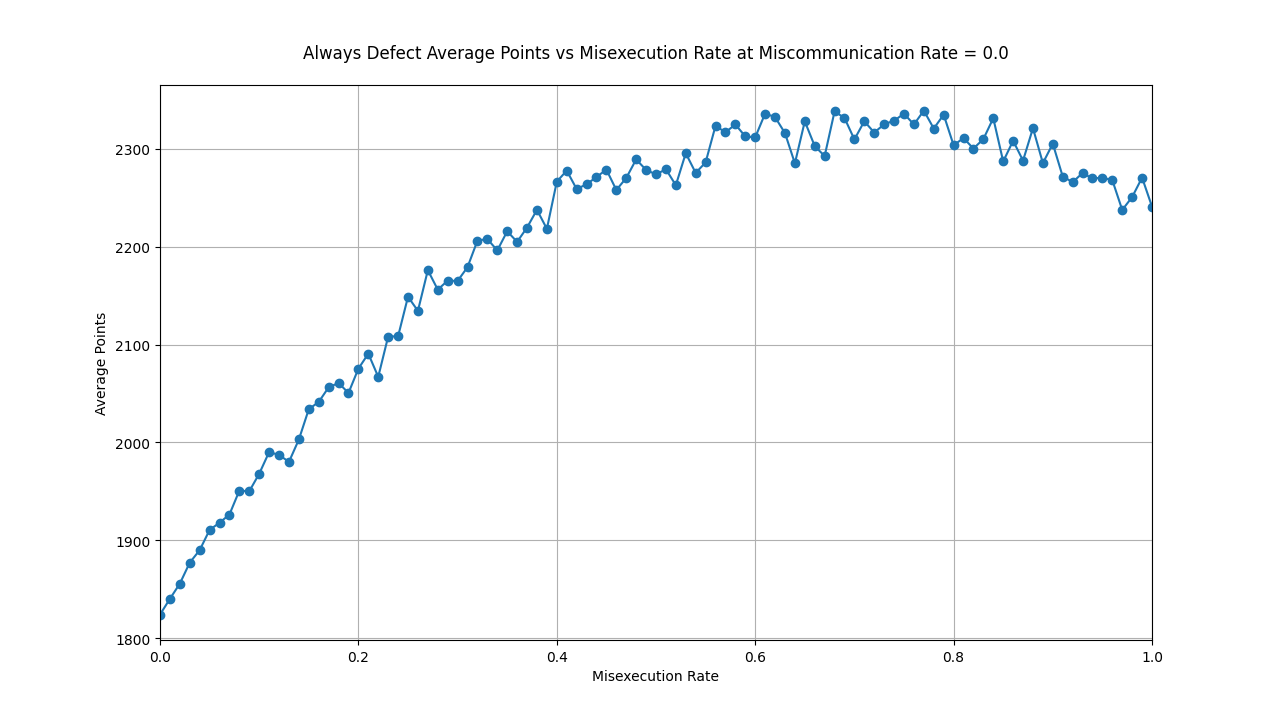 Always Defect Average Points vs Misexecution Rate at Miscommunication Rate = 0.0
Average Points
2300
2200
2100
2000
1900
1800
0.0 0.2 0.4 0.6 0.8 1.0
Misexecution Rate